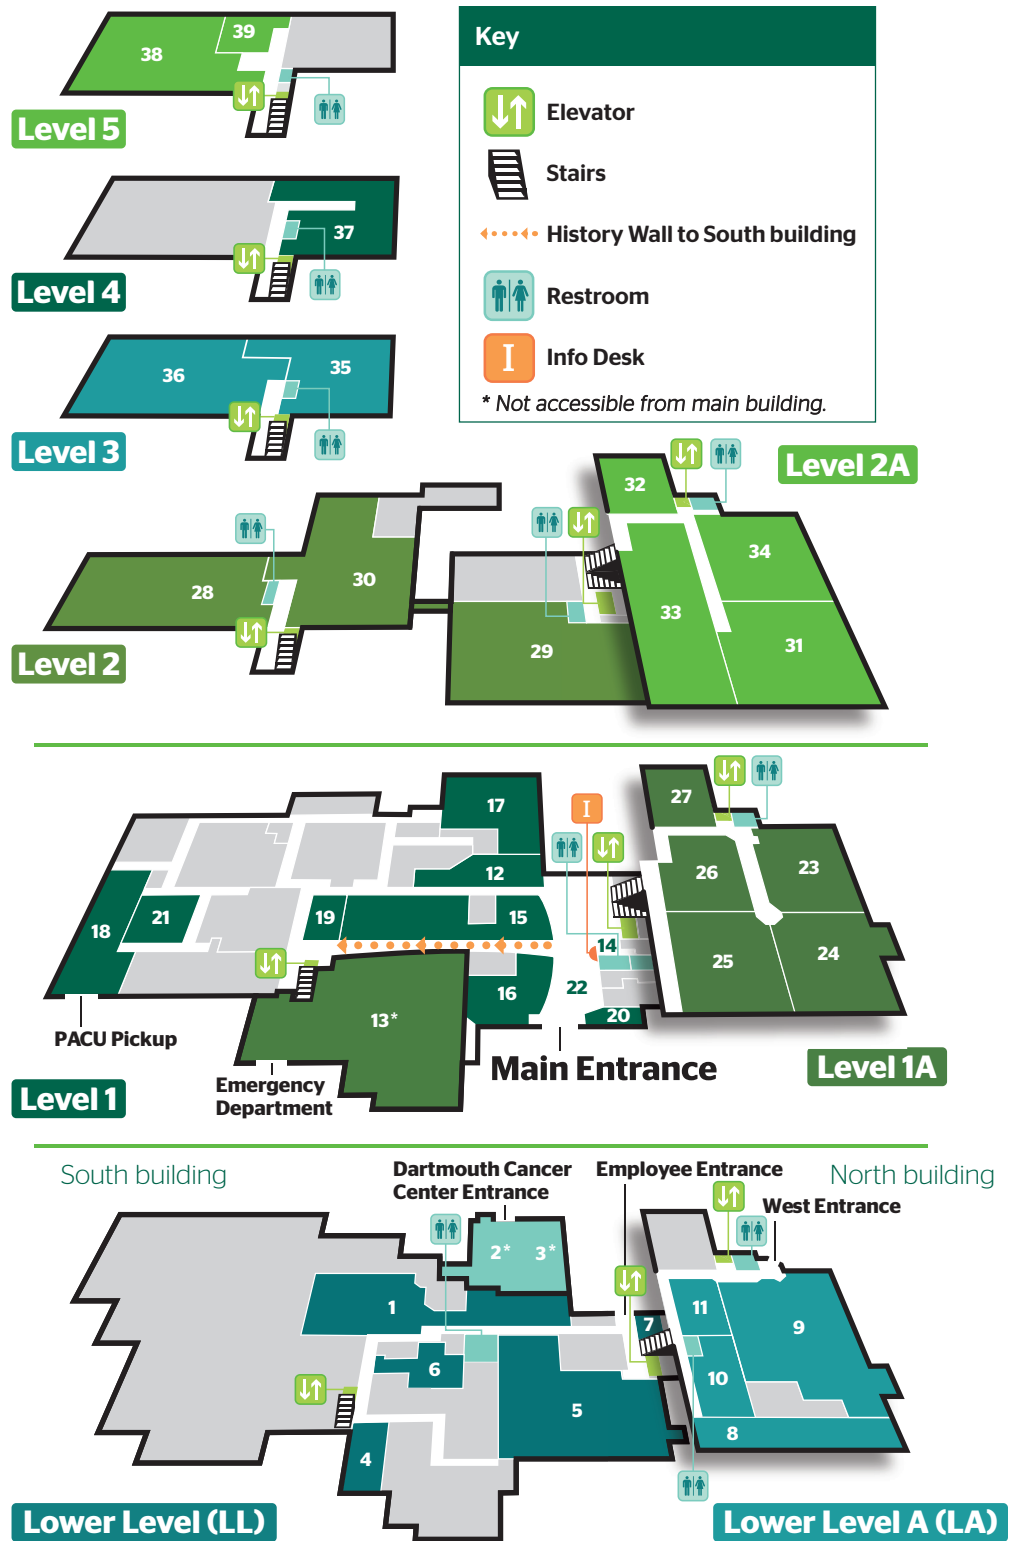 39
38
Level 5
Key
Elevator
Stairs
History Wall to South building
Restroom
I
Info Desk
* Not accessible from main building.
37
Level 4
36
35
Level 3
Level 2A
32
34
33
31
28
30
29
Level 2
17
I
27
12
26
23
18
21
19
15
14
25
24
16
22
20
13*
PACU Pickup
Main Entrance
Level 1A
Emergency
Department
Level 1
South building
Dartmouth Cancer
Center Entrance
Employee Entrance
North building
West Entrance
2*
3*
1
7
11
9
6
10
5
8
4
Lower Level (LL)
Lower Level A (LA)